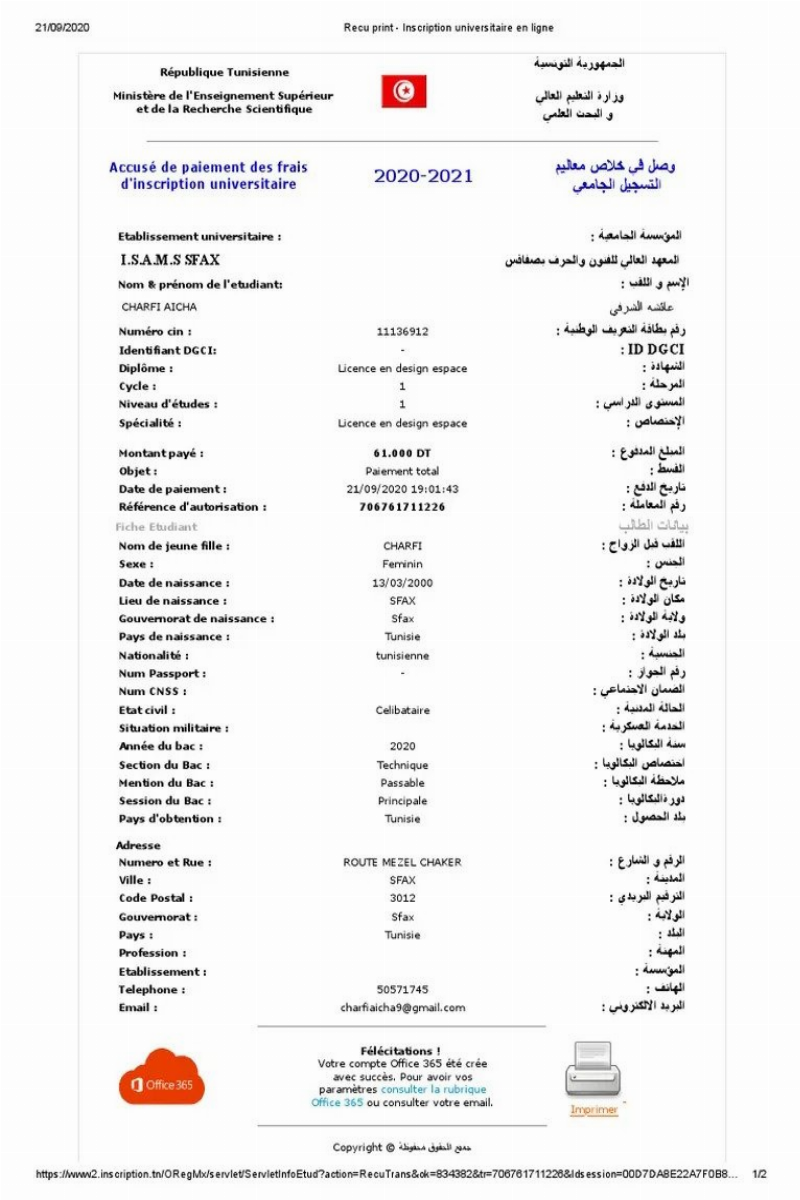 21/09/2020 Recu print - Inscription universitaire en ligne
République Tunisienne الجمهورية التونسية
Ministère de l'Enseignement Supérieur وزارة التعليم العالي
et de la Recherche Scientifique و البحث العلمي
Accusé de paiement des frais 2020-2021 وصل في خلاص معاليم
d'inscription universitaire التسجيل الجامعي
Etablissement universitaire : المؤسسة الجامعية :
I.S.A.M.S SFAX المعهد العالي للفنون والحرف بصفاقس
Nom & prénom de l'etudiant: الإسم و اللقب :
CHARFI AICHA عائشه الشرفي
Numéro cin : 11136912 رقم بطاقة التعريف الوطنية :
Identifiant DGCI: - ID DGCI :
Diplôme : Licence en design espace الشهادة :
Cycle : 1 المرحلة :
Niveau d'études : 1 المستوى الدراسي :
Spécialité : Licence en design espace الإختصاص :
Montant payé : 61.000 DT المبلغ المدفوع :
Objet : Paiement total القسط :
Date de paiement : 21/09/2020 19:01:43 تاريخ الدفع :
Référence d'autorisation : 706761711226 رقم المعاملة :
Fiche Etudiant بيانات الطالب
Nom de jeune fille : CHARFI اللقب قبل الزواج :
Sexe : Feminin الجنس :
Date de naissance : 13/03/2000 تاريخ الولادة :
Lieu de naissance : SFAX مكان الولادة :
Gouvernorat de naissance : Sfax ولاية الولادة :
Pays de naissance : Tunisie بلد الولادة :
Nationalité : tunisienne الجنسية :
Num Passport : - رقم الجواز :
Num CNSS : الضمان الاجتماعي :
Etat civil : Celibataire الحالة المدنية :
Situation militaire : الخدمة العسكرية :
Année du bac : 2020 سنة البكالويا :
Section du Bac : Technique اختصاص البكالويا :
Mention du Bac : Passable ملاحظة البكالويا :
Session du Bac : Principale دورةالبكالويا :
Pays d'obtention : Tunisie بلد الحصول :
Adresse
Numero et Rue : ROUTE MEZEL CHAKER الرقم و الشارع :
Ville : SFAX المدينة :
Code Postal : 3012 الترقيم البريدي :
Gouvernorat : Sfax الولاية :
Pays : Tunisie البلد :
Profession : المهنة :
Etablissement : المؤسسة :
Telephone : 50571745 الهاتف :
Email : charfiaicha9@gmail.com البريد الالكتروني :
Félécitations !
Votre compte Office 365 été crée
avec succès. Pour avoir vos
Office 365 paramètres consulter la rubrique
Office 365 ou consulter votre email.
Imprimer
Copyright © جميع الحقوق محفوظة
https://www2.inscription.tn/ORegMx/servlet/ServletInfoEtud?action=RecuTrans&ok=834382&tr=706761711226&Idsession=00D7DA8E22A7F0B8... 1/2